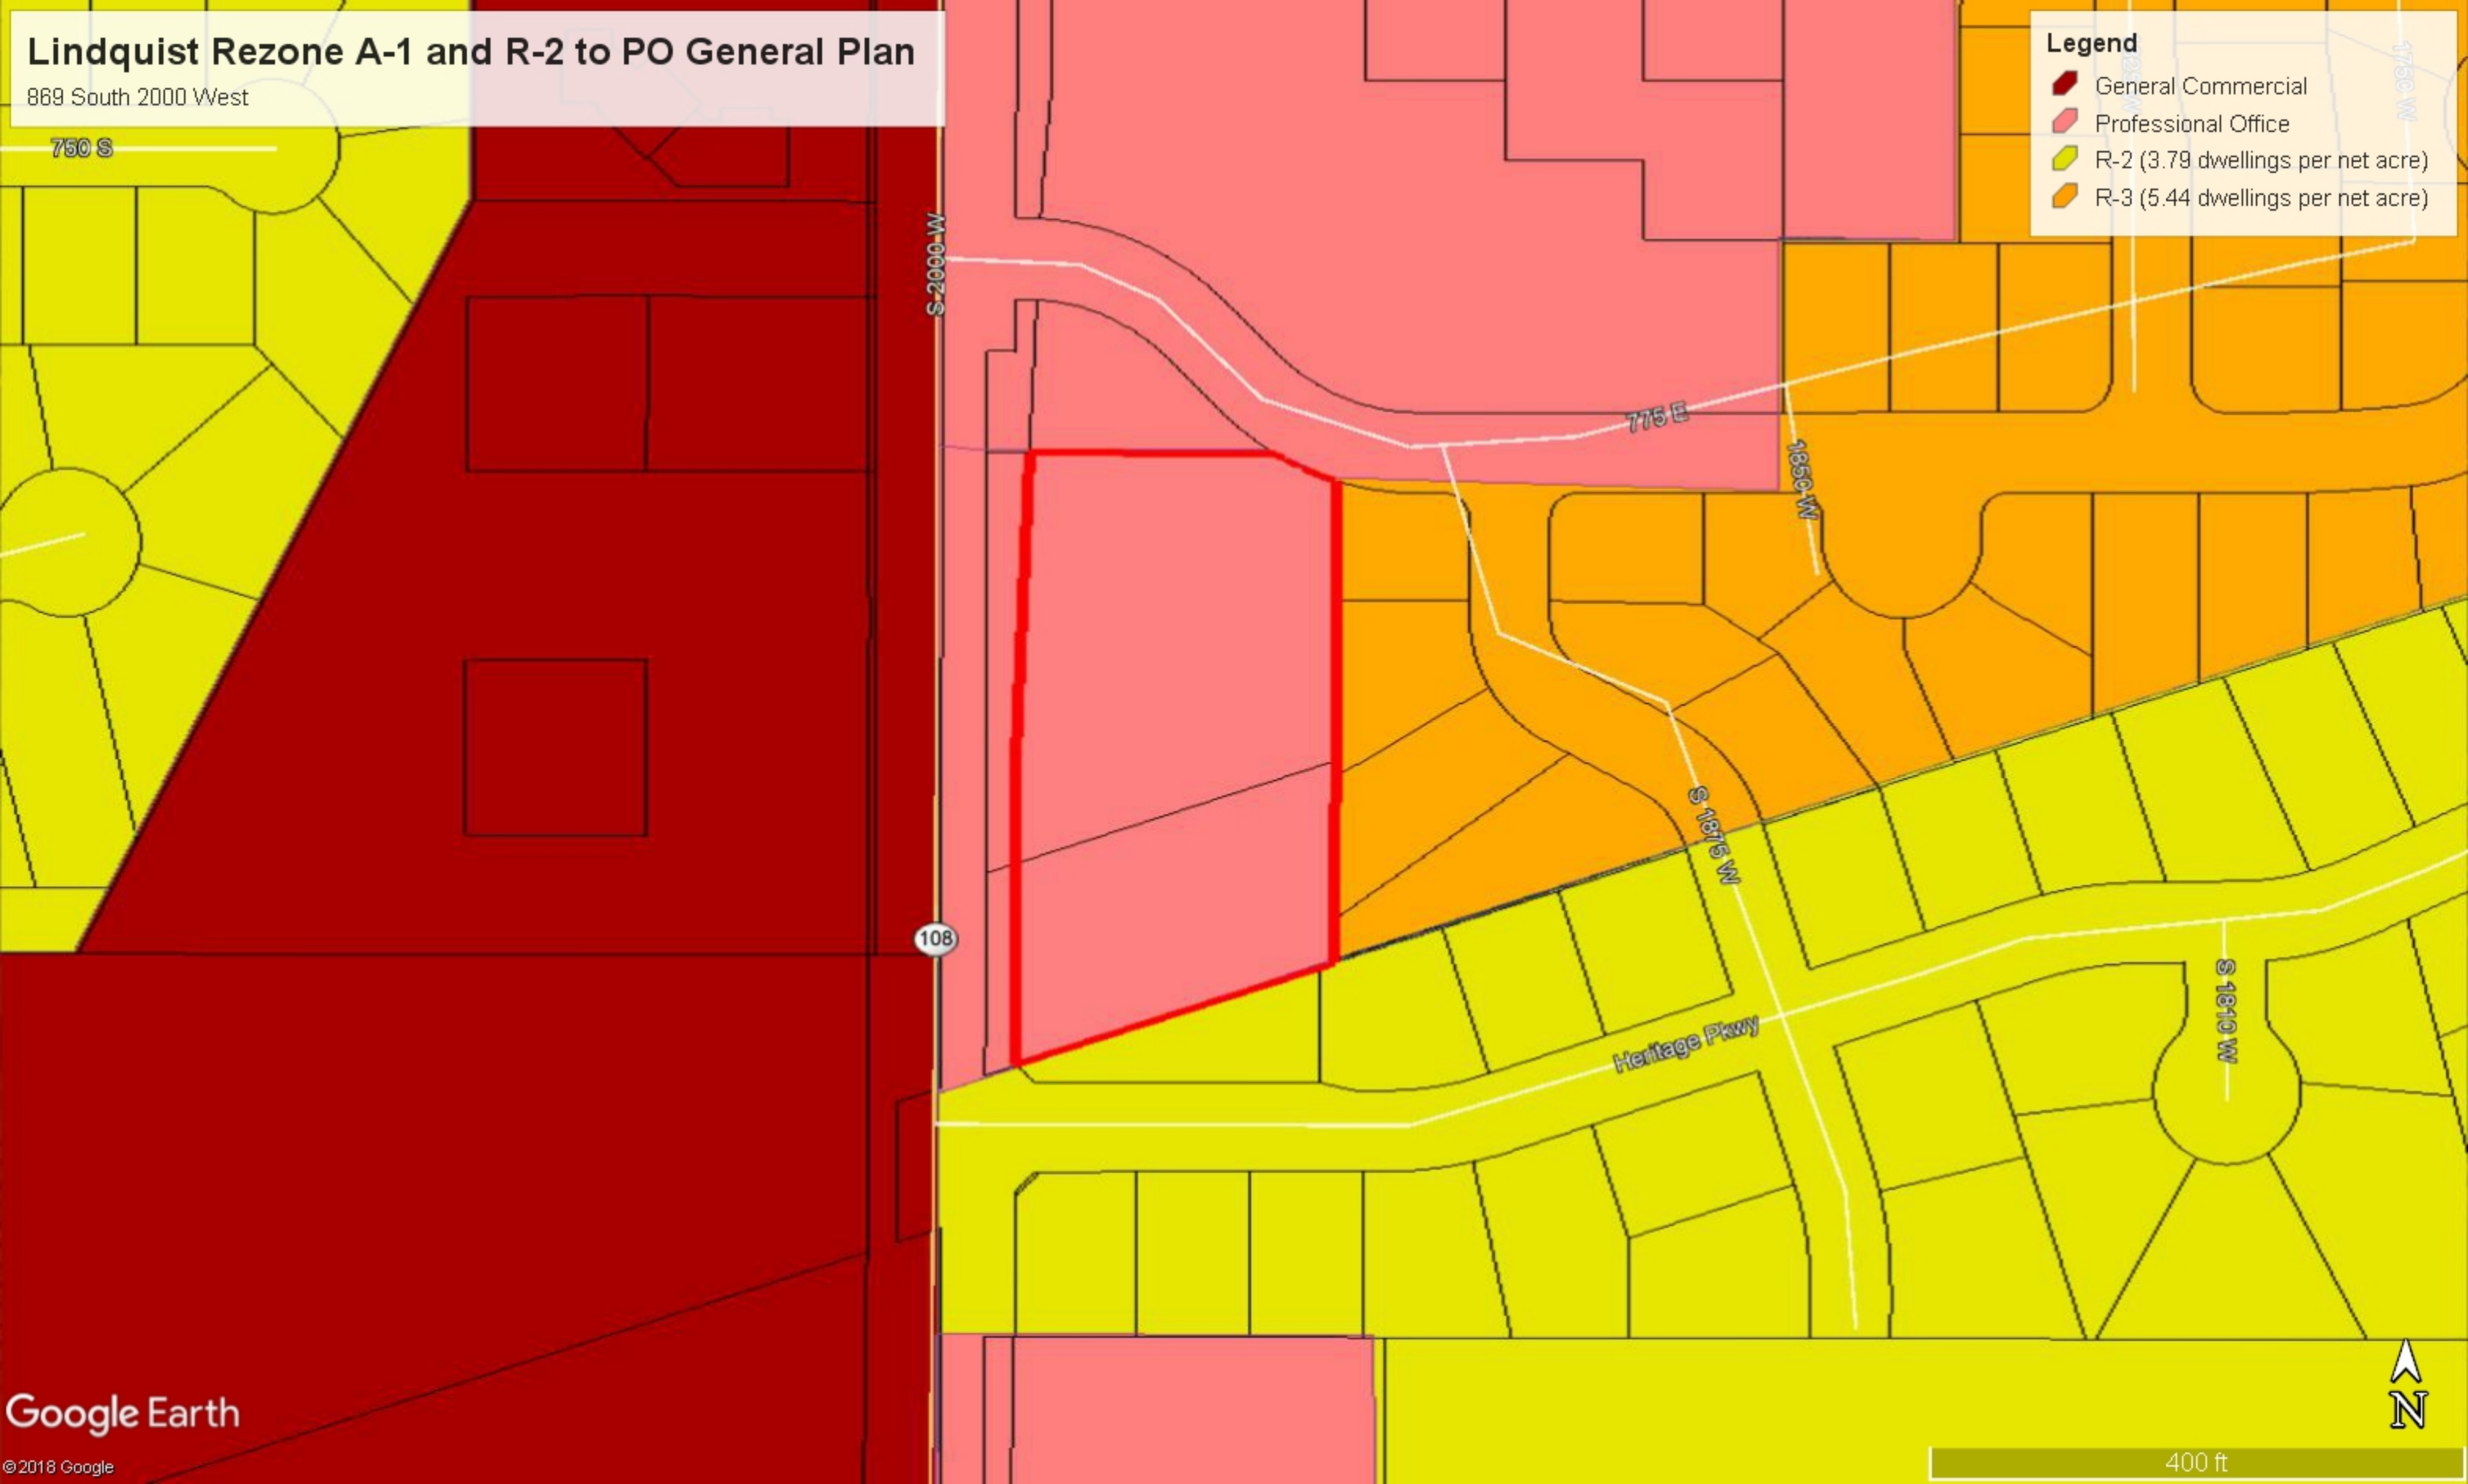 Lindquist Rezone A-1 and R-2 to PO General Plan
869 South 2000 West
Legend
General Commercial
Professional Office
R-2 (3.79 dwellings per net acre)
R-3 (5.44 dwellings per net acre)
750 S
S 2000 W
775 E
1850 W
S 1875 W
108
Heritage Pkwy
S 1810 W
Google Earth
©2018 Google
N
400 ft